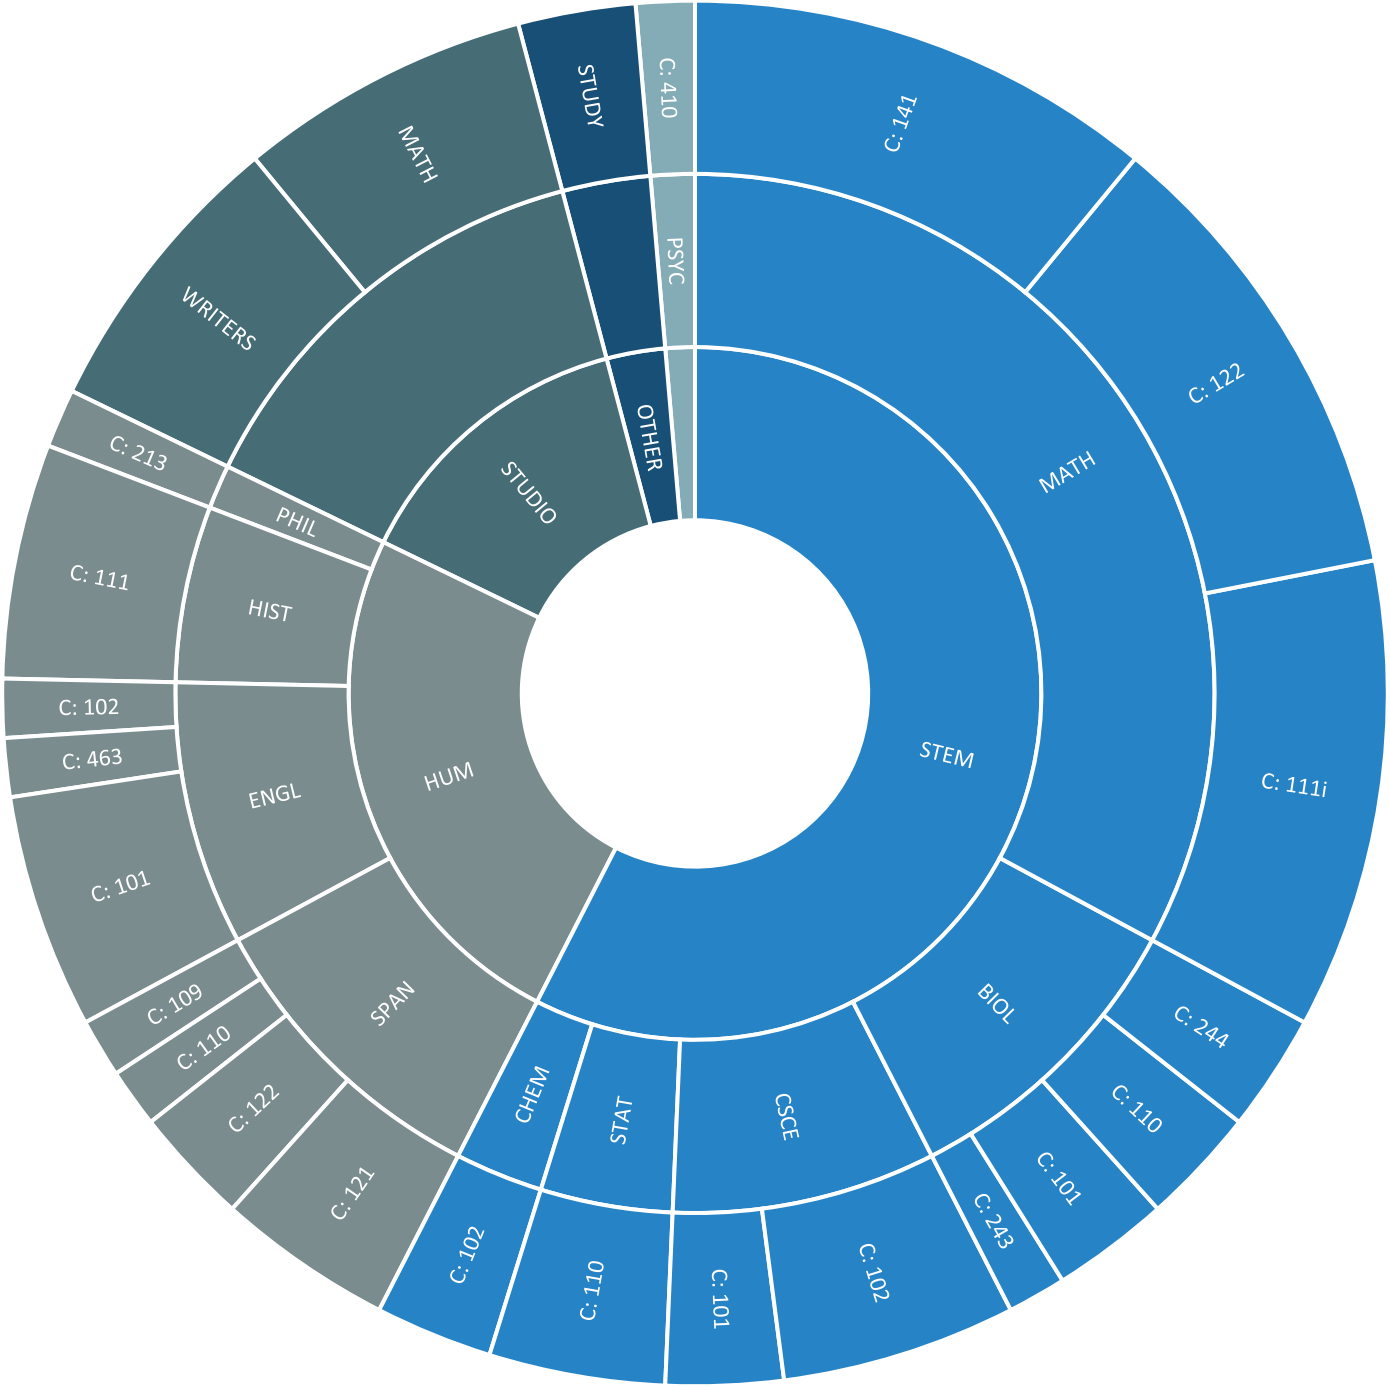 STEM
MATH
C: 141
C: 122
C: 111i
BIOL
C: 244
C: 110
C: 101
C: 243
CSCE
C: 102
C: 101
STAT
C: 110
CHEM
C: 102
HUM
SPAN
C: 121
C: 122
C: 110
C: 109
ENGL
C: 101
C: 463
C: 102
HIST
C: 111
PHIL
C: 213
STUDIO
WRITERS
MATH
OTHER
STUDY
PSYC
C: 410